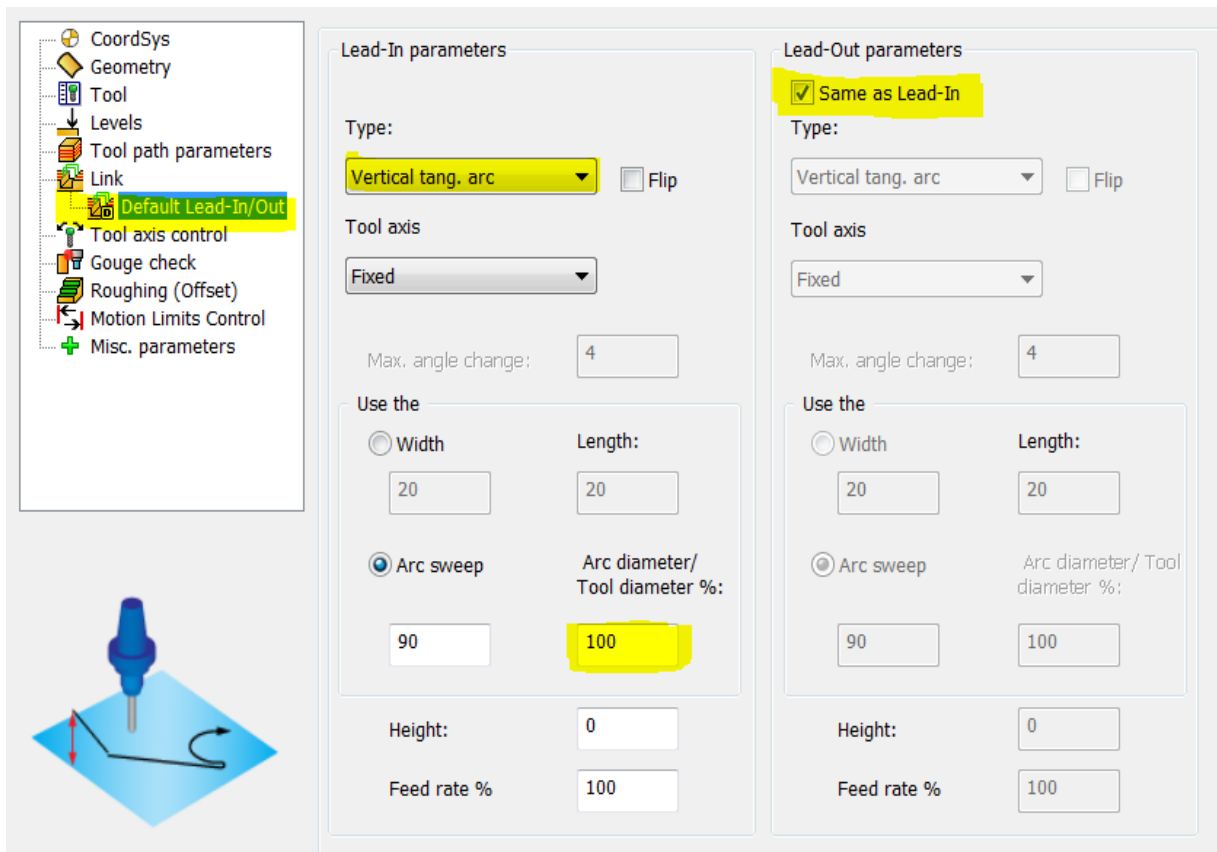 CoordSys
Geometry
Tool
Levels
Tool path parameters
Link
D
Default Lead-In/Out
Tool axis control
Gouge check
Roughing (Offset)
Motion Limits Control
Misc. parameters
Lead-In parameters
Type:
Vertical tang. arc
Flip
Tool axis
Fixed
Max. angle change:
4
Use the
Width
Length:
20
20
Arc sweep
Arc diameter/
Tool diameter %:
90
100
Height:
0
Feed rate %
100
Lead-Out parameters
Same as Lead-In
Type:
Vertical tang. arc
Flip
Tool axis
Fixed
Max. angle change:
4
Use the
Width
Length:
20
20
Arc sweep
Arc diameter/ Tool
diameter %:
90
100
Height:
0
Feed rate %
100